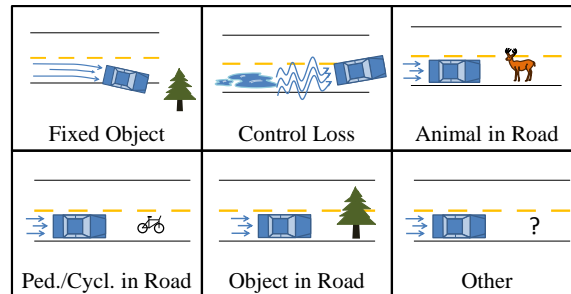 Fixed Object
Control Loss
Animal in Road
Ped./Cycl. in Road
Object in Road
?
Other